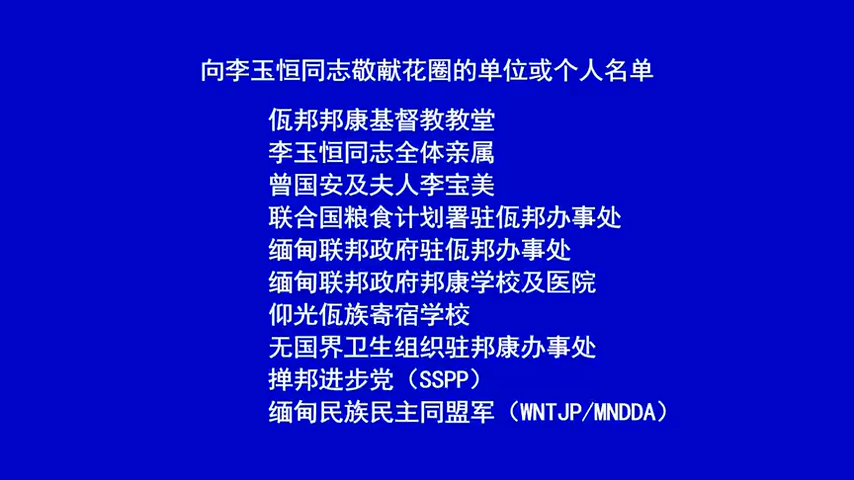 向李玉恒同志敬献花圈的单位或个人名单
佤邦邦康基督教教堂
李玉恒同志全体亲属
曾国安及夫人李宝美
联合国粮食计划署驻佤邦办事处
缅甸联邦政府驻佤邦办事处
缅甸联邦政府邦康学校及医院
仰光佤族寄宿学校
无国界卫生组织驻邦康办事处
掸邦进步党（SSPP）
缅甸民族民主同盟军（WNTJP/MNDDA）